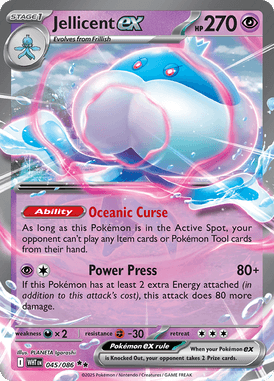 STAGE 1
Jellicent ex
HP 270
Evolves from Frillish
Ability Oceanic Curse
As long as this Pokémon is in the Active Spot, your
opponent can't play any Item cards or Pokémon Tool
cards from their hand.
Power Press 80+
If this Pokémon has at least 2 extra Energy attached (in
addition to this attack's cost), this attack does 80 more
damage.
weakness ×2 resistance -30 retreat
Illus. PLANETA Igarashi
Pokémon ex rule
When your Pokémon ex
is Knocked Out, your opponent takes 2 Prize cards.
I WHT EN 045/086
©2025 Pokémon / Nintendo / Creatures / GAME FREAK